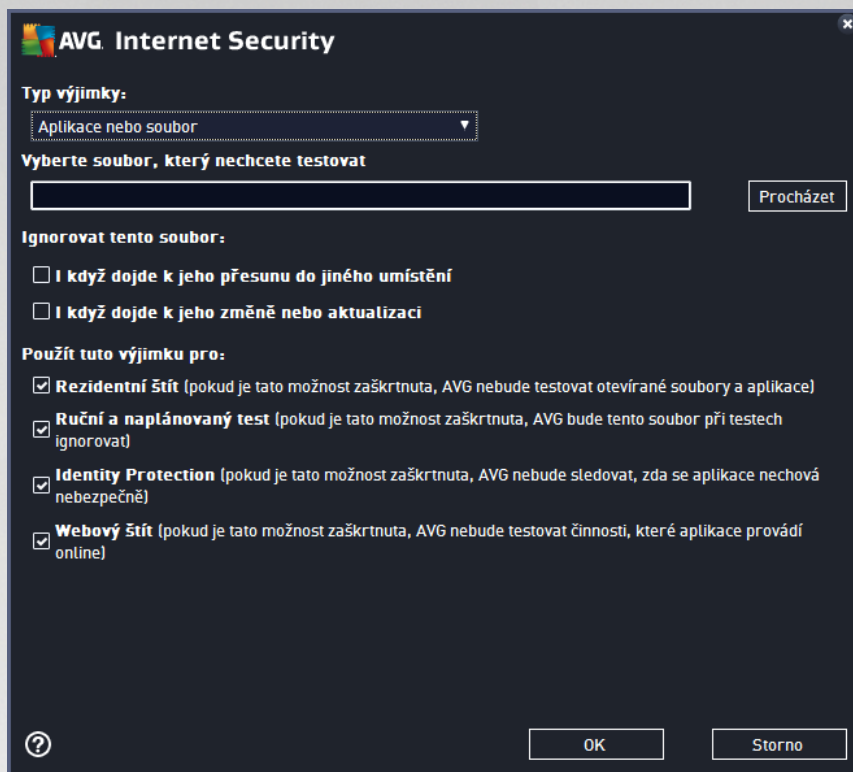 AVG. Internet Security
Typ výjimky:
Aplikace nebo soubor
Vyberte soubor, který nechcete testovat
Procházet
Ignorovat tento soubor:
I když dojde k jeho přesunu do jiného umístění
I když dojde k jeho změně nebo aktualizaci
Použít tuto výjimku pro:
Rezidentní štít (pokud je tato možnost zaškrtnuta, AVG nebude testovat otevírané soubory a aplikace)
Ruční a naplánovaný test (pokud je tato možnost zaškrtnuta, AVG bude tento soubor při testech
ignorovat)
Identity Protection (pokud je tato možnost zaškrtnuta, AVG nebude sledovat, zda se aplikace nechová
nebezpečně)
Webový štít (pokud je tato možnost zaškrtnuta, AVG nebude testovat činnosti, které aplikace provádí
online)
? OK Storno